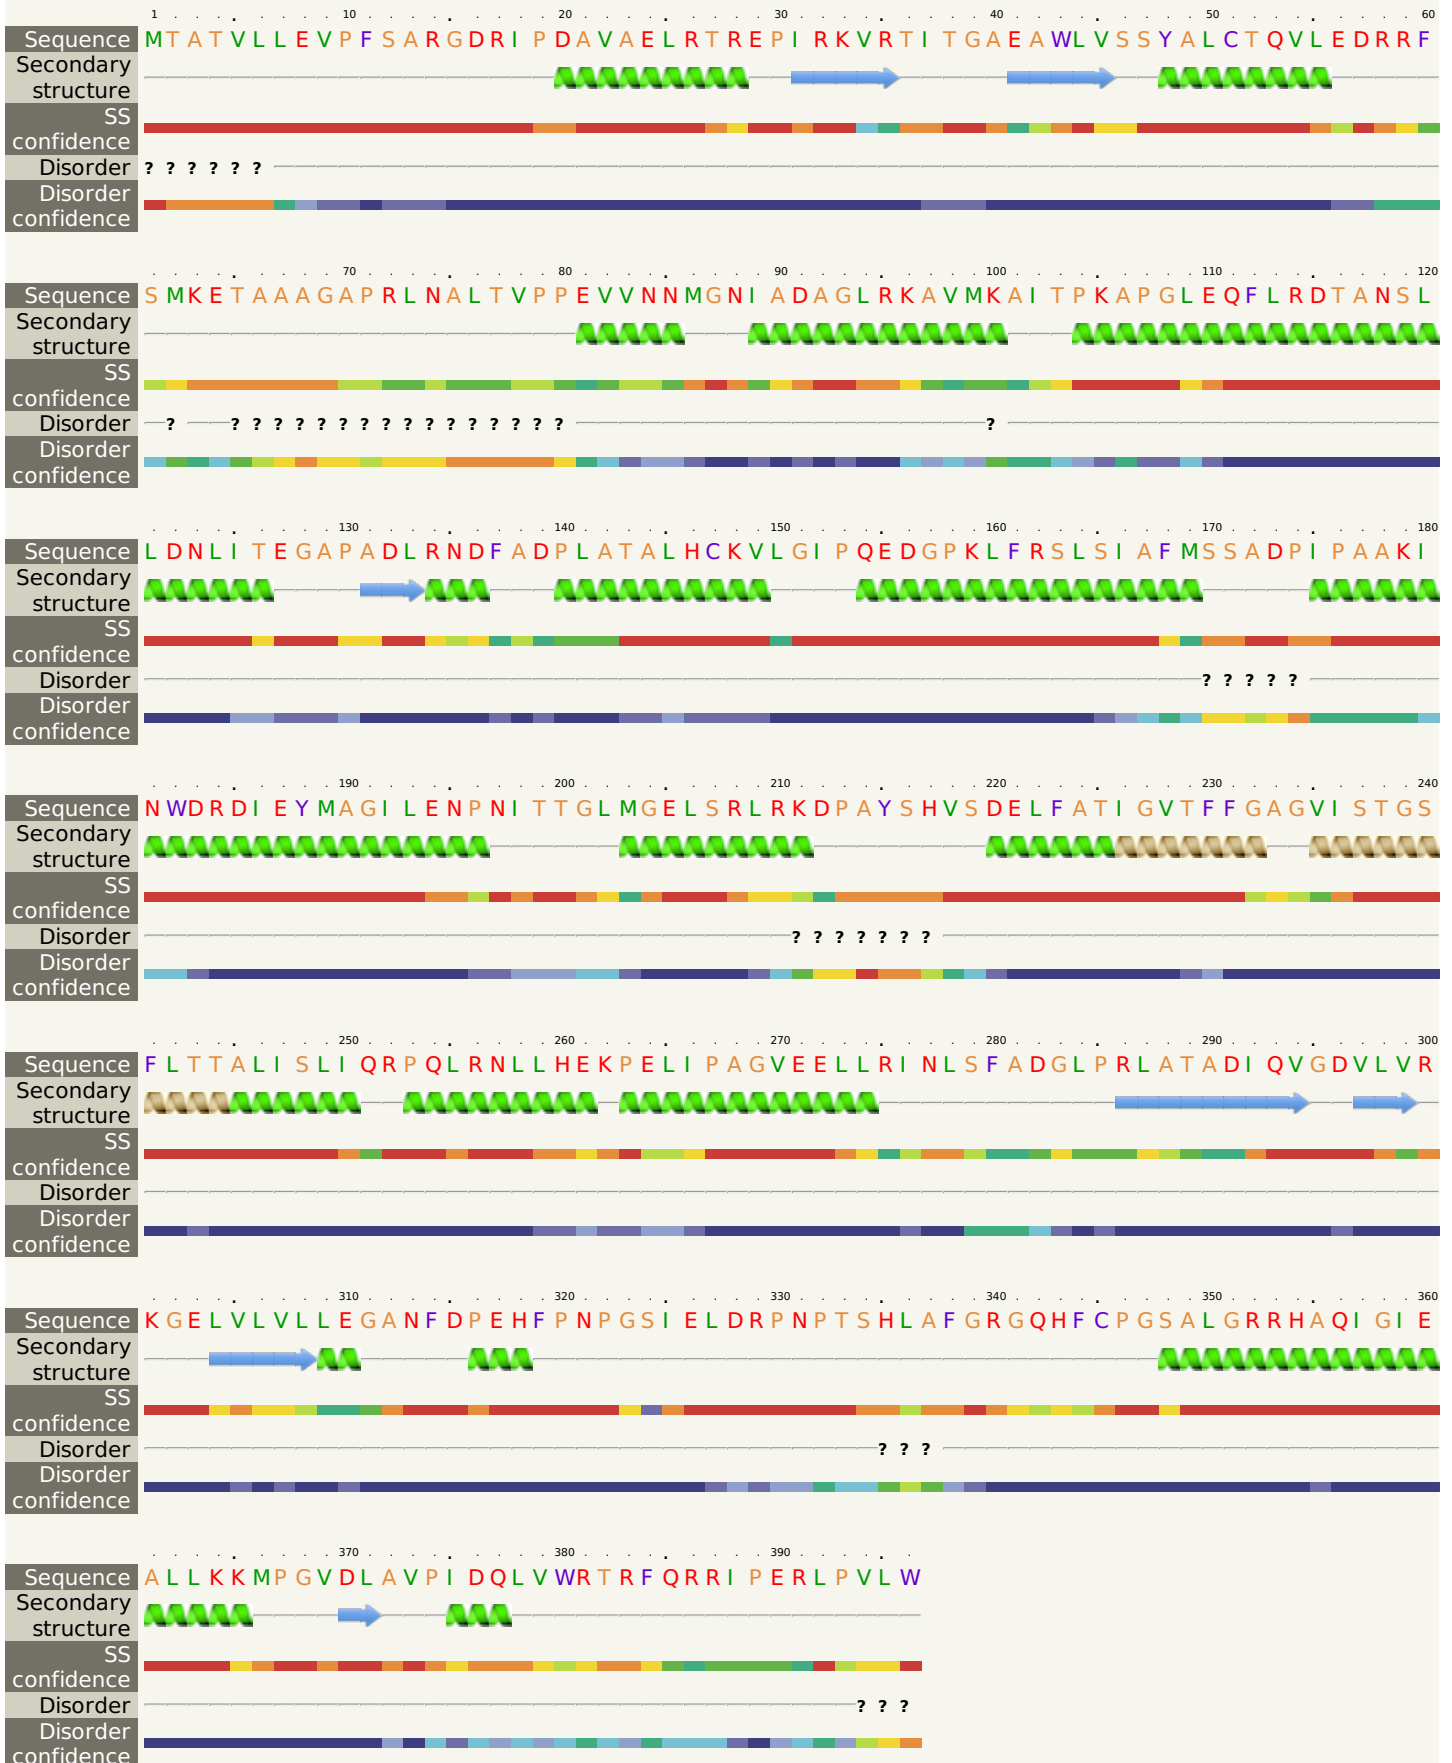 1 10 20 30 40 50 60
Sequence MTATVLLEVPFSARGDRIPDAVAELRTREPIRKVRTITGAEAWLVSSYALCTQVLEDRRF
Secondary
structure
SS
confidence
Disorder ? ? ? ? ? ?
Disorder
confidence
70 80 90 100 110 120
Sequence SMKETAAAGAPRLNALTVPPEVVNNMGNIADAGLRKAVMKAITPKAPGLEQFLRDTANSL
Secondary
structure
SS
confidence
Disorder ? ? ? ? ? ? ? ? ? ? ? ? ? ? ? ? ? ?
Disorder
confidence
130 140 150 160 170 180
Sequence LDNLITEGAPADLRNDFADPLATALHCKVLGIPQEDGPKLFRSLSIAFMSSADPIPAAKI
Secondary
structure
SS
confidence
Disorder ? ? ? ? ?
Disorder
confidence
190 200 210 220 230 240
Sequence NWDRDIEYMAGILENPNITTGLMGELSRLRKDPAYSHVSDELFATIGVTFFGAGVISTGS
Secondary
structure
SS
confidence
Disorder ? ? ? ? ? ? ?
Disorder
confidence
250 260 270 280 290 300
Sequence FLTTALISLIQRPQLRNLLHEKPELIPAGVEELLRINLSFADGLPRLATADIQVGDVLVR
Secondary
structure
SS
confidence
Disorder
Disorder
confidence
310 320 330 340 350 360
Sequence KGELVLVLLEGANFDPEHFPNPGSIELDRPNPTSHLAFGRGQHFCPGSALGRRHAQIGIE
Secondary
structure
SS
confidence
Disorder ? ? ?
Disorder
confidence
370 380 390
Sequence ALLKKMPGVDLAVPIDQLVWRTRFQRRIPERLPVLW
Secondary
structure
SS
confidence
Disorder ? ? ?
Disorder
confidence